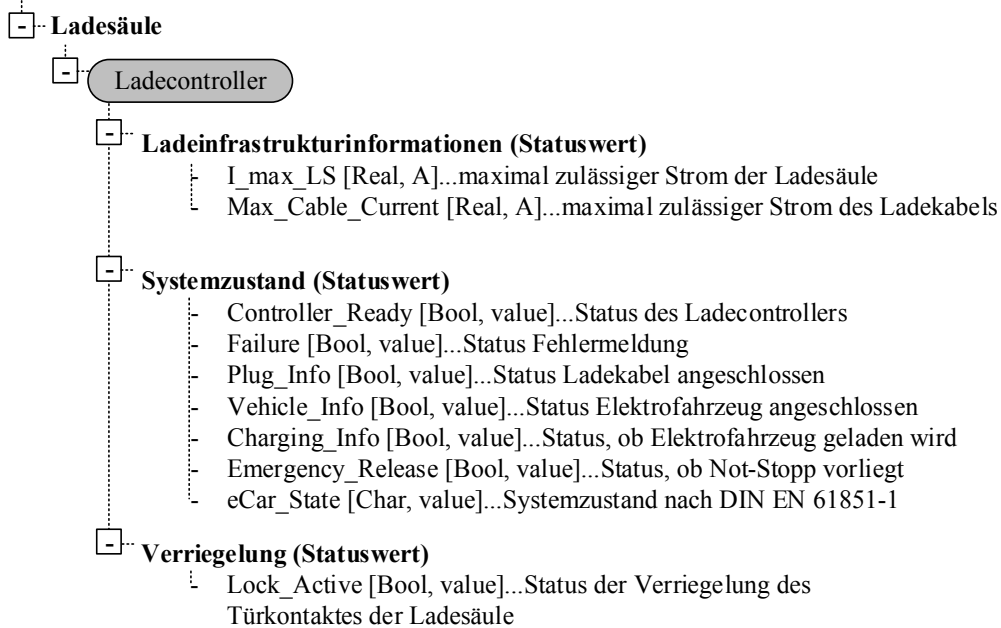 - Ladesäule
- Ladecontroller
- Ladeinfrastrukturinformationen (Statuswert)
- I_max_LS [Real, A]...maximal zulässiger Strom der Ladesäule
- Max_Cable_Current [Real, A]...maximal zulässiger Strom des Ladekabels
- Systemzustand (Statuswert)
- Controller_Ready [Bool, value]...Status des Ladecontrollers
- Failure [Bool, value]...Status Fehlermeldung
- Plug_Info [Bool, value]...Status Ladekabel angeschlossen
- Vehicle_Info [Bool, value]...Status Elektrofahrzeug angeschlossen
- Charging_Info [Bool, value]...Status, ob Elektrofahrzeug geladen wird
- Emergency_Release [Bool, value]...Status, ob Not-Stopp vorliegt
- eCar_State [Char, value]...Systemzustand nach DIN EN 61851-1
- Verriegelung (Statuswert)
- Lock_Active [Bool, value]...Status der Verriegelung des
Türkontaktes der Ladesäule